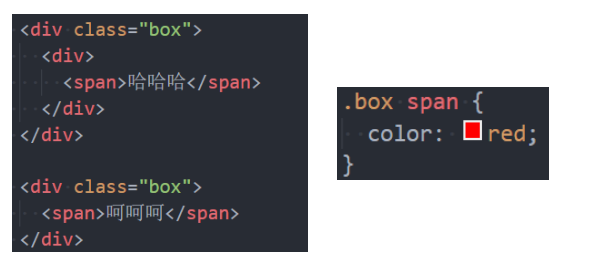 <div class="box">
  <div>
    <span>哈哈哈</span>
  </div>
</div>

<div class="box">
  <span>呵呵呵</span>
</div>
.box span {
  color: red;
}